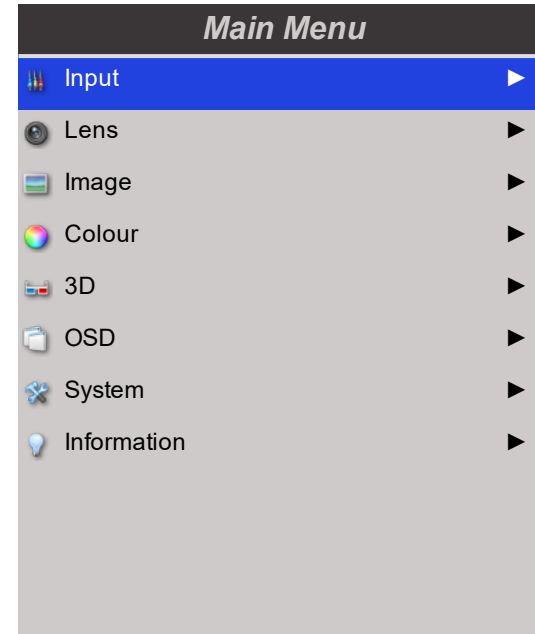 Main Menu
Input
Lens
Image
Colour
3D
OSD
System
Information